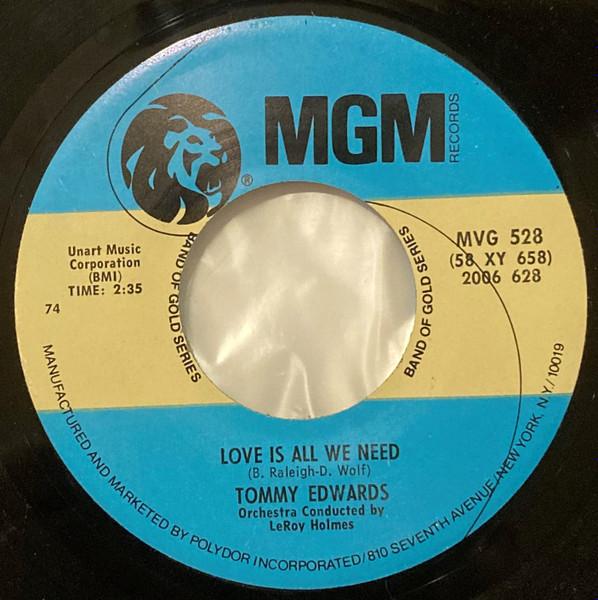 MGM
RECORDS
®
Unart Music
Corporation
(BMI)
TIME: 2:35
74
BAND OF GOLD SERIES
BAND OF GOLD SERIES
MVG 528
(58 XY 658)
2006 628
LOVE IS ALL WE NEED
(B. Raleigh-D. Wolf)
TOMMY EDWARDS
Orchestra Conducted by
LeRoy Holmes
MANUFACTURED AND MARKETED BY POLYDOR INCORPORATED/810 SEVENTH AVENUE/NEW YORK, N.Y./10019